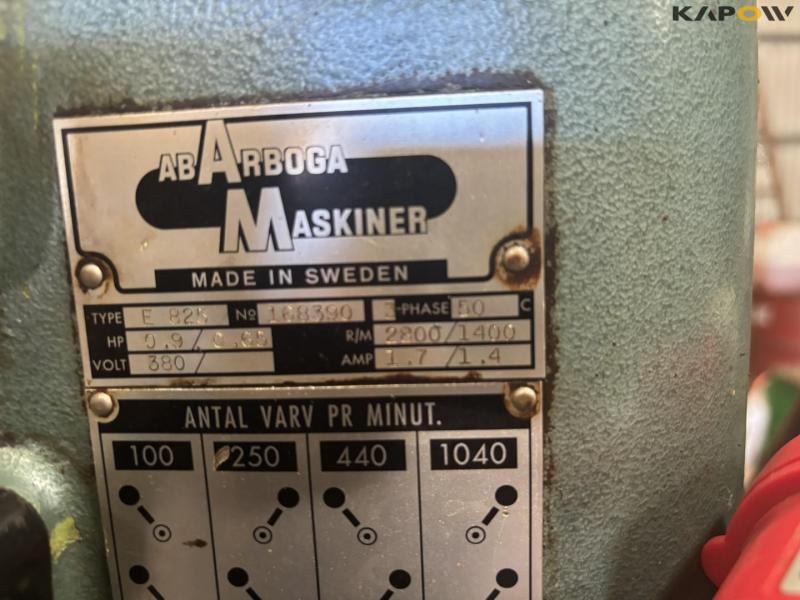 KAPOW
AB ARBOGA
MASKINER
MADE IN SWEDEN
TYPE E 825 No 168390 3-PHASE 50 C
HP 0.9/0.65 R/M 2800/1400
VOLT 380/ AMP 1.7/1.4
ANTAL VARV PR MINUT.
100 250 440 1040